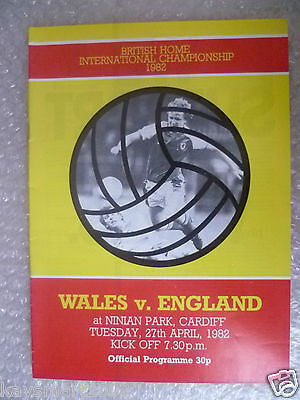 BRITISH HOME
INTERNATIONAL CHAMPIONSHIP
1982
WALES v. ENGLAND
at NINIAN PARK, CARDIFF
TUESDAY, 27th APRIL, 1982
KICK OFF 7.30 p.m.
Official Programme 30p